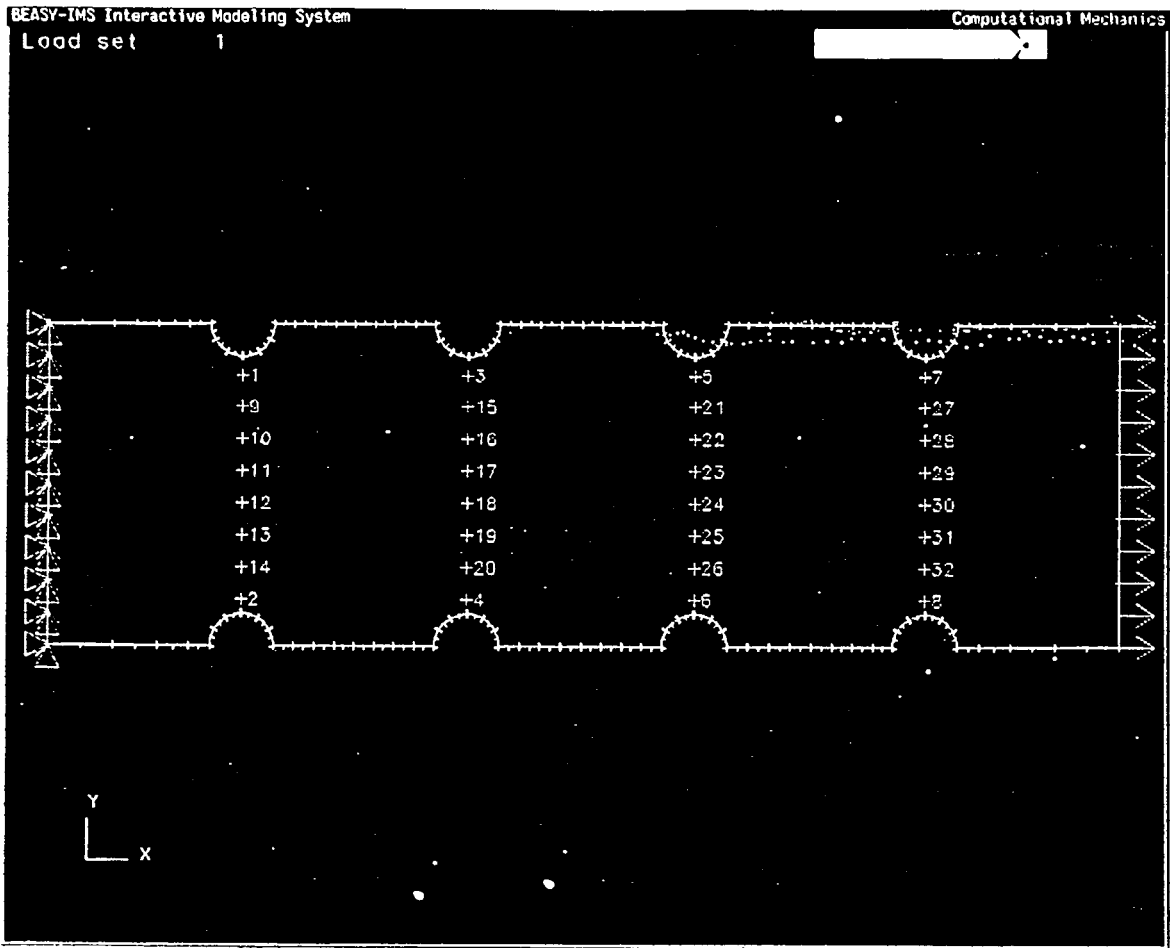 BEASY-IMS Interactive Modeling System Computational Mechanics
Load set 1
+1 +3 +5 +7
+9 +15 +21 +27
+10 +16 +22 +28
+11 +17 +23 +29
+12 +18 +24 +30
+13 +19 +25 +31
+14 +20 +26 +32
+2 +4 +6 +8
Y
X